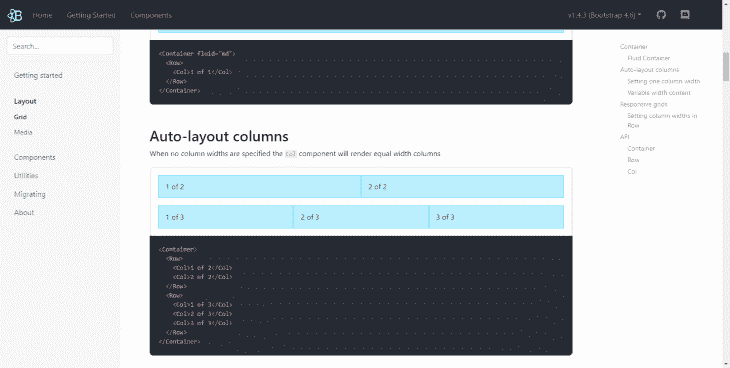 Home Getting Started Components v1.4.3 (Bootstrap 4.6)
Search...
Getting started
Layout
Grid
Media
Components
Utilities
Migrating
About
<Container fluid="md">
<Row>
<Col>1 of 1</Col>
</Row>
</Container>
Auto-layout columns
When no column widths are specified the Col component will render equal width columns
1 of 2 2 of 2
1 of 3 2 of 3 3 of 3
<Container>
<Row>
<Col>1 of 2</Col>
<Col>2 of 2</Col>
</Row>
<Row>
<Col>1 of 3</Col>
<Col>2 of 3</Col>
<Col>3 of 3</Col>
</Row>
</Container>
Container
Fluid Container
Auto-layout columns
Setting one column width
Variable width content
Responsive grids
Setting column widths in
Row
API
Container
Row
Col